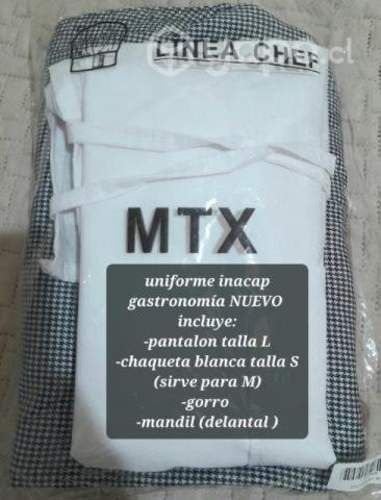 LINEA CHEF
MTX
uniforme inacap
gastronomía NUEVO
incluye:
-pantalon talla L
-chaqueta blanca talla S
(sirve para M)
-gorro
-mandil (delantal )